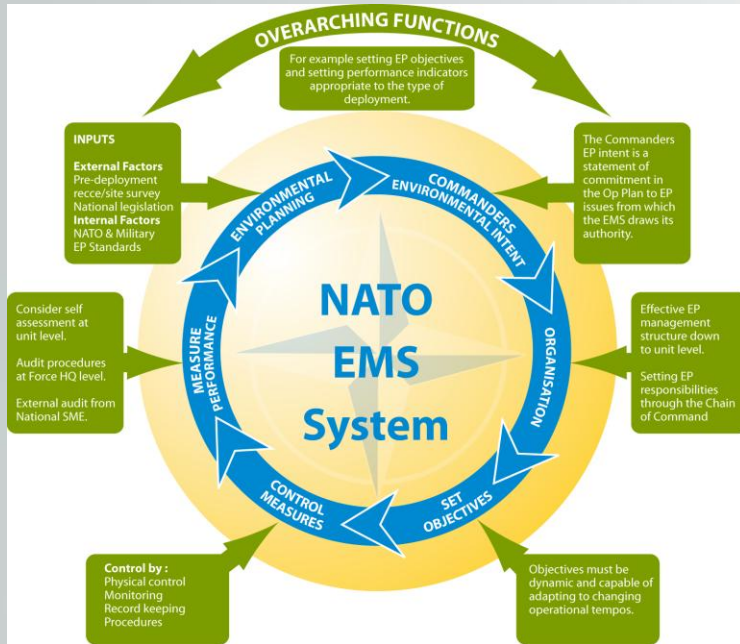 OVERARCHING FUNCTIONS
For example setting EP objectives
and setting performance indicators
appropriate to the type of
deployment.
INPUTS
External Factors
Pre-deployment
recce/site survey
National legislation
Internal Factors
NATO & Military
EP Standards
The Commanders
EP intent is a
statement of
commitment in
the Op Plan to EP
issues from which
the EMS draws its
authority.
ENVIRONMENTAL
PLANNING
COMMANDERS
ENVIRONMENTAL INTENT
NATO
EMS
System
Consider self
assessment at
unit level.
Audit procedures
at Force HQ level.
External audit from
National SME.
MEASURE
PERFORMANCE
ORGANISATION
Effective EP
management
structure down
to unit level.
Setting EP
responsibilities
through the Chain
of Command
CONTROL
MEASURES
SET
OBJECTIVES
Control by :
Physical control
Monitoring
Record keeping
Procedures
Objectives must be
dynamic and capable of
adapting to changing
operational tempos.